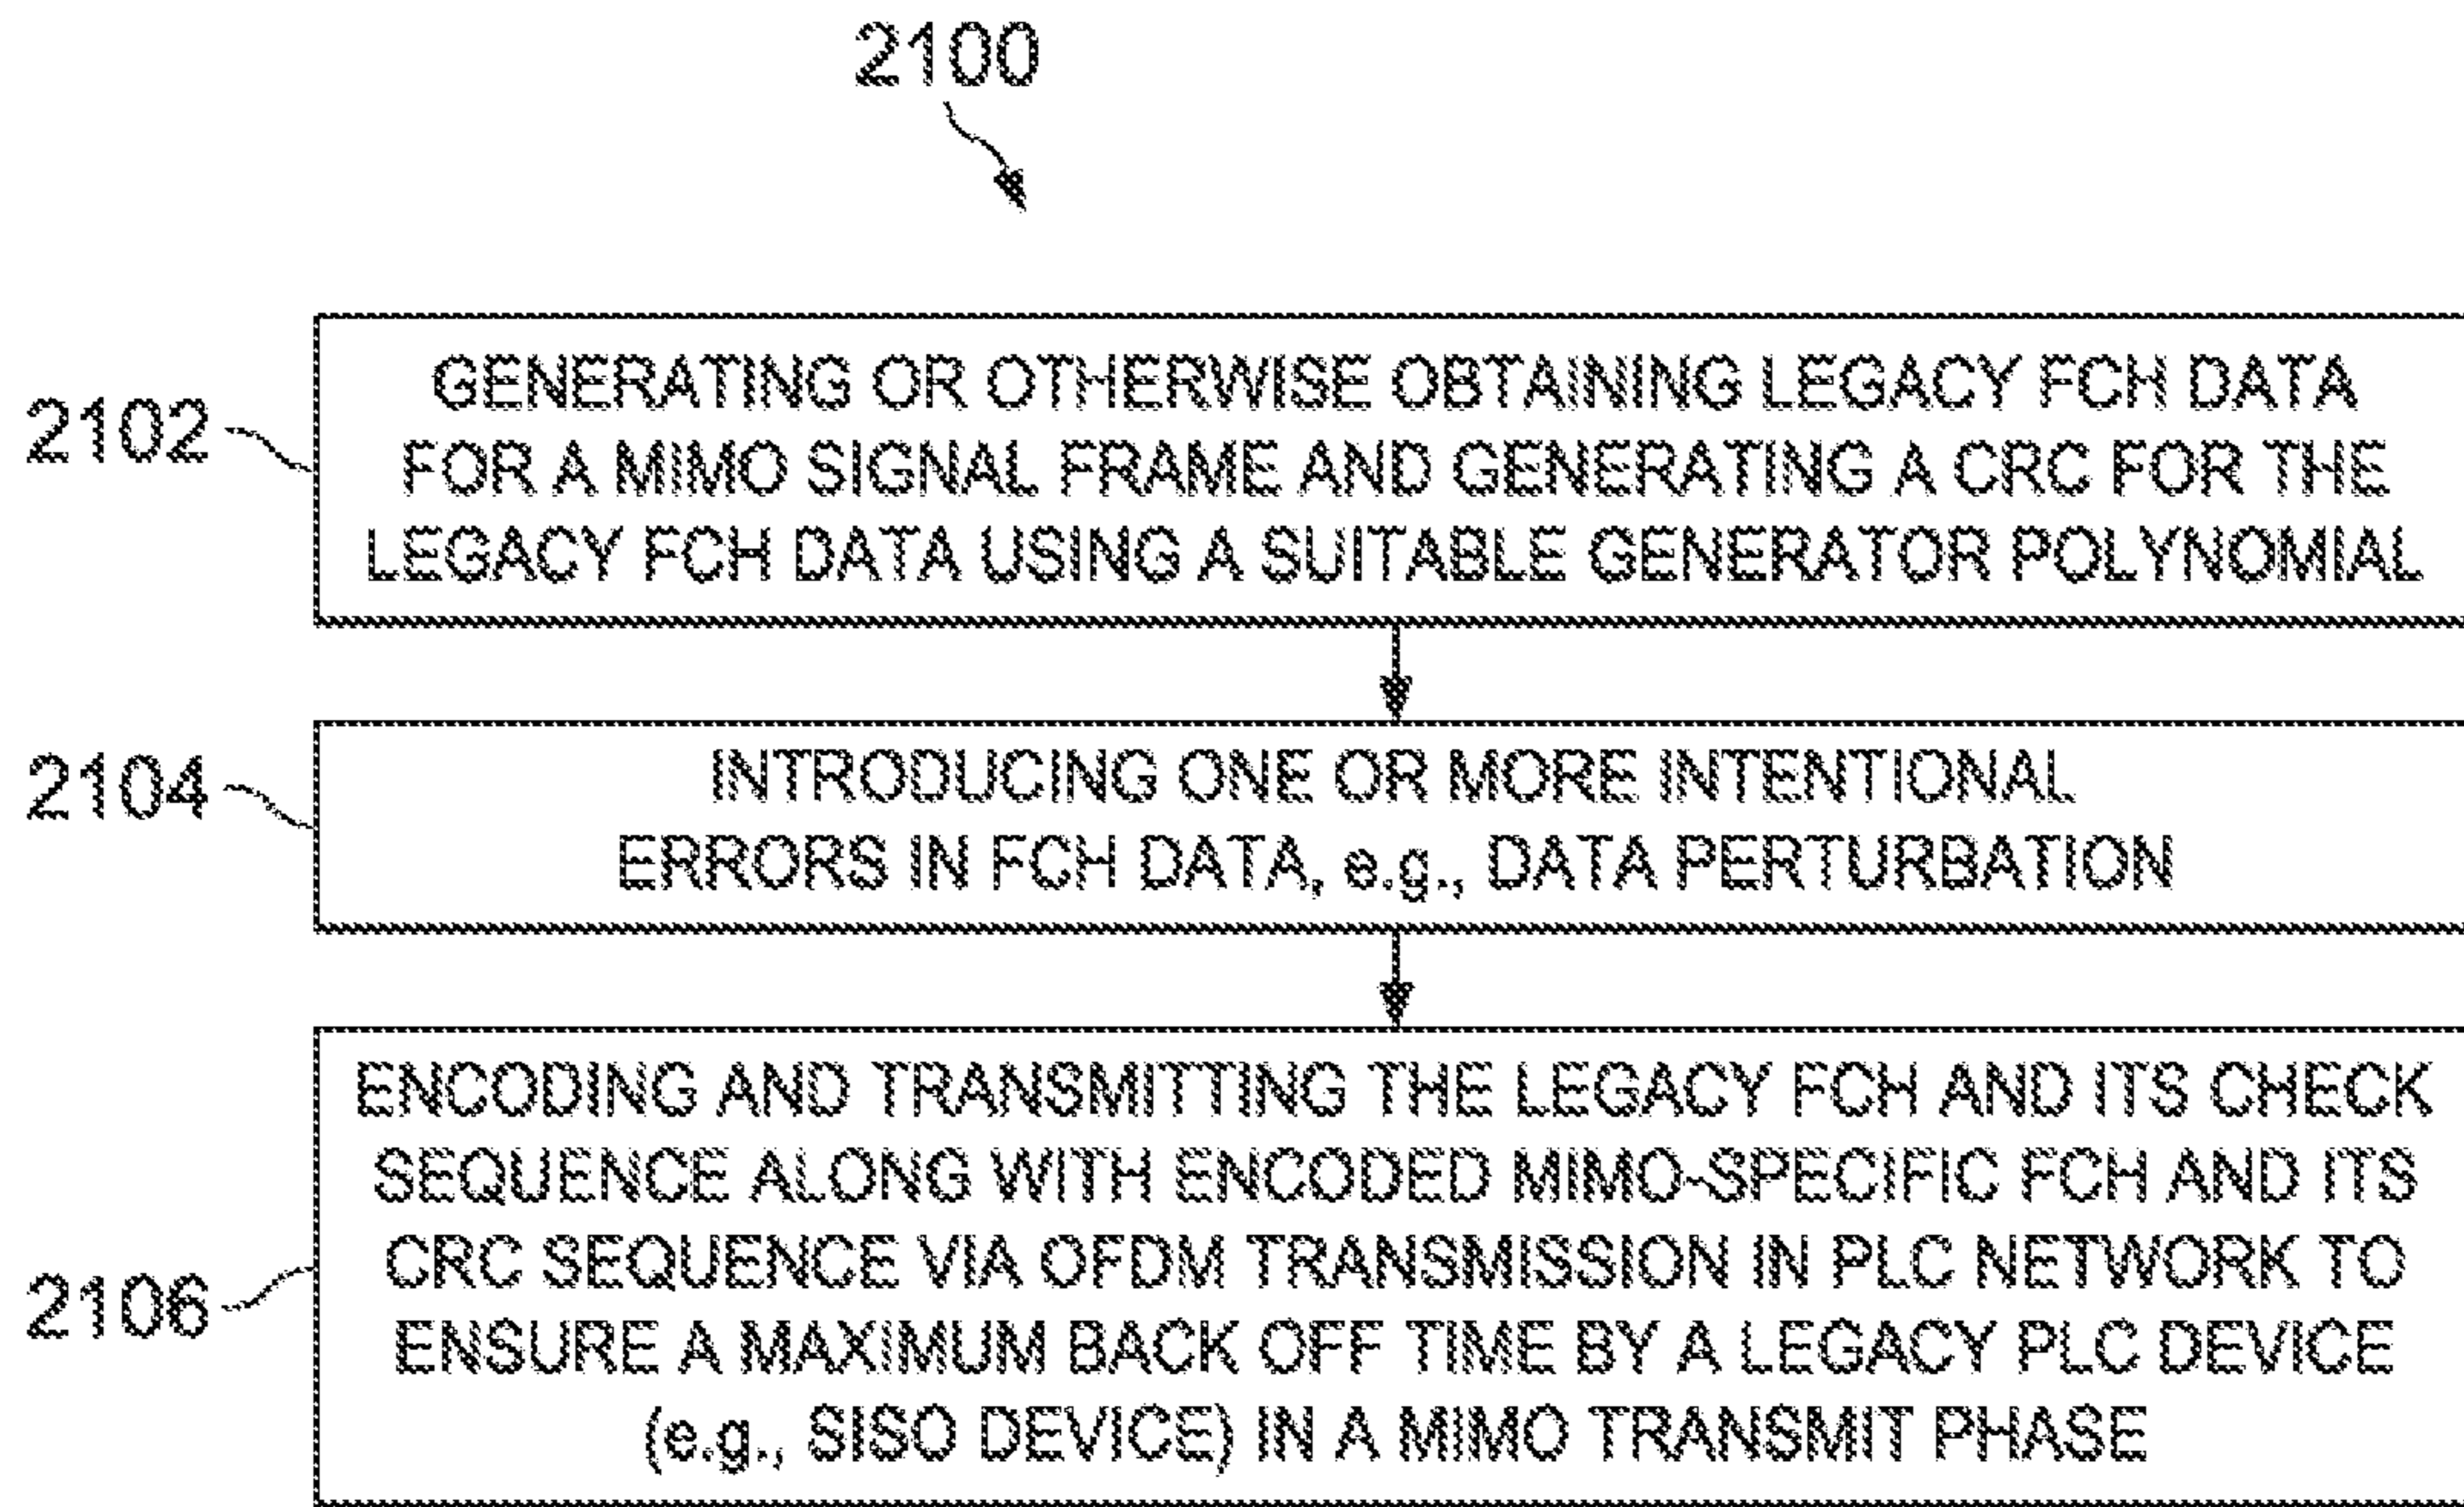 2100
2102
GENERATING OR OTHERWISE OBTAINING LEGACY FCH DATA
FOR A MIMO SIGNAL FRAME AND GENERATING A CRC FOR THE
LEGACY FCH DATA USING A SUITABLE GENERATOR POLYNOMIAL
2104
INTRODUCING ONE OR MORE INTENTIONAL
ERRORS IN FCH DATA, e.g., DATA PERTURBATION
2106
ENCODING AND TRANSMITTING THE LEGACY FCH AND ITS CHECK
SEQUENCE ALONG WITH ENCODED MIMO-SPECIFIC FCH AND ITS
CRC SEQUENCE VIA OFDM TRANSMISSION IN PLC NETWORK TO
ENSURE A MAXIMUM BACK OFF TIME BY A LEGACY PLC DEVICE
(e.g., SISO DEVICE) IN A MIMO TRANSMIT PHASE